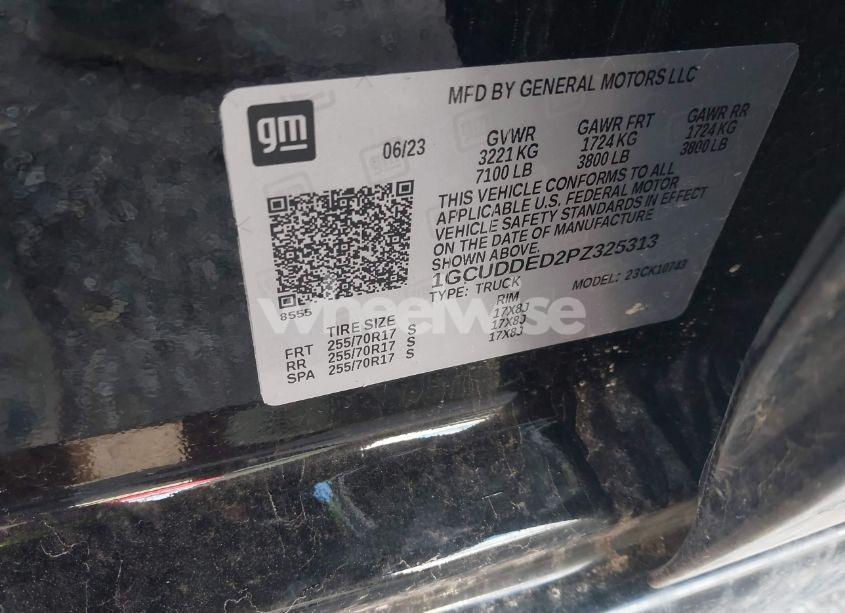 MFD BY GENERAL MOTORS LLC
gm
06/23
GVWR GAWR FRT GAWR RR
3221 KG 1724 KG 1724 KG
7100 LB 3800 LB 3800 LB
THIS VEHICLE CONFORMS TO ALL
APPLICABLE U.S. FEDERAL MOTOR
VEHICLE SAFETY STANDARDS IN EFFECT
ON THE DATE OF MANUFACTURE
SHOWN ABOVE.
1GCUDDED2PZ325313
TYPE: TRUCK MODEL: 23CK10743
8555
TIRE SIZE RIM
FRT 255/70R17 S 17X8J
RR 255/70R17 S 17X8J
SPA 255/70R17 S 17X8J
wheelwise